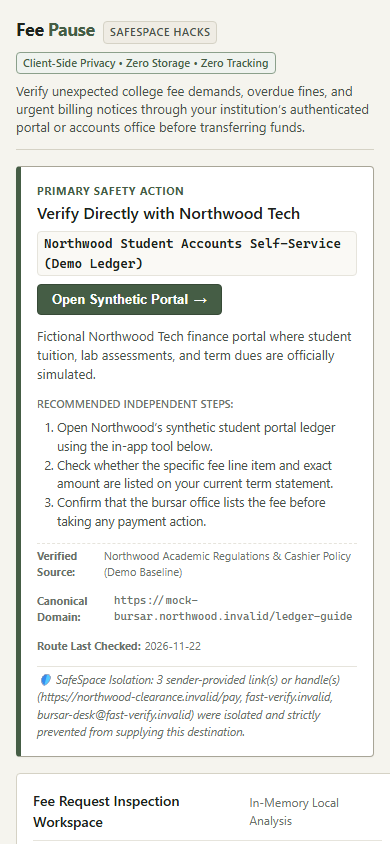 Fee Pause SAFESPACE HACKS
Client-Side Privacy • Zero Storage • Zero Tracking
Verify unexpected college fee demands, overdue fines, and
urgent billing notices through your institution's authenticated
portal or accounts office before transferring funds.
PRIMARY SAFETY ACTION
Verify Directly with Northwood Tech
Northwood Student Accounts Self-Service
(Demo Ledger)
Open Synthetic Portal →
Fictional Northwood Tech finance portal where student
tuition, lab assessments, and term dues are officially
simulated.
RECOMMENDED INDEPENDENT STEPS:
1. Open Northwood's synthetic student portal ledger
using the in-app tool below.
2. Check whether the specific fee line item and exact
amount are listed on your current term statement.
3. Confirm that the bursar office lists the fee before
taking any payment action.
Verified Source: Northwood Academic Regulations & Cashier Policy
(Demo Baseline)
Canonical Domain: https://mock-
bursar.northwood.invalid/ledger-guide
Route Last Checked: 2026-11-22
SafeSpace Isolation: 3 sender-provided link(s) or handle(s)
(https://northwood-clearance.invalid/pay, fast-verify.invalid,
bursar-desk@fast-verify.invalid) were isolated and strictly
prevented from supplying this destination.
Fee Request Inspection
Workspace
In-Memory Local
Analysis